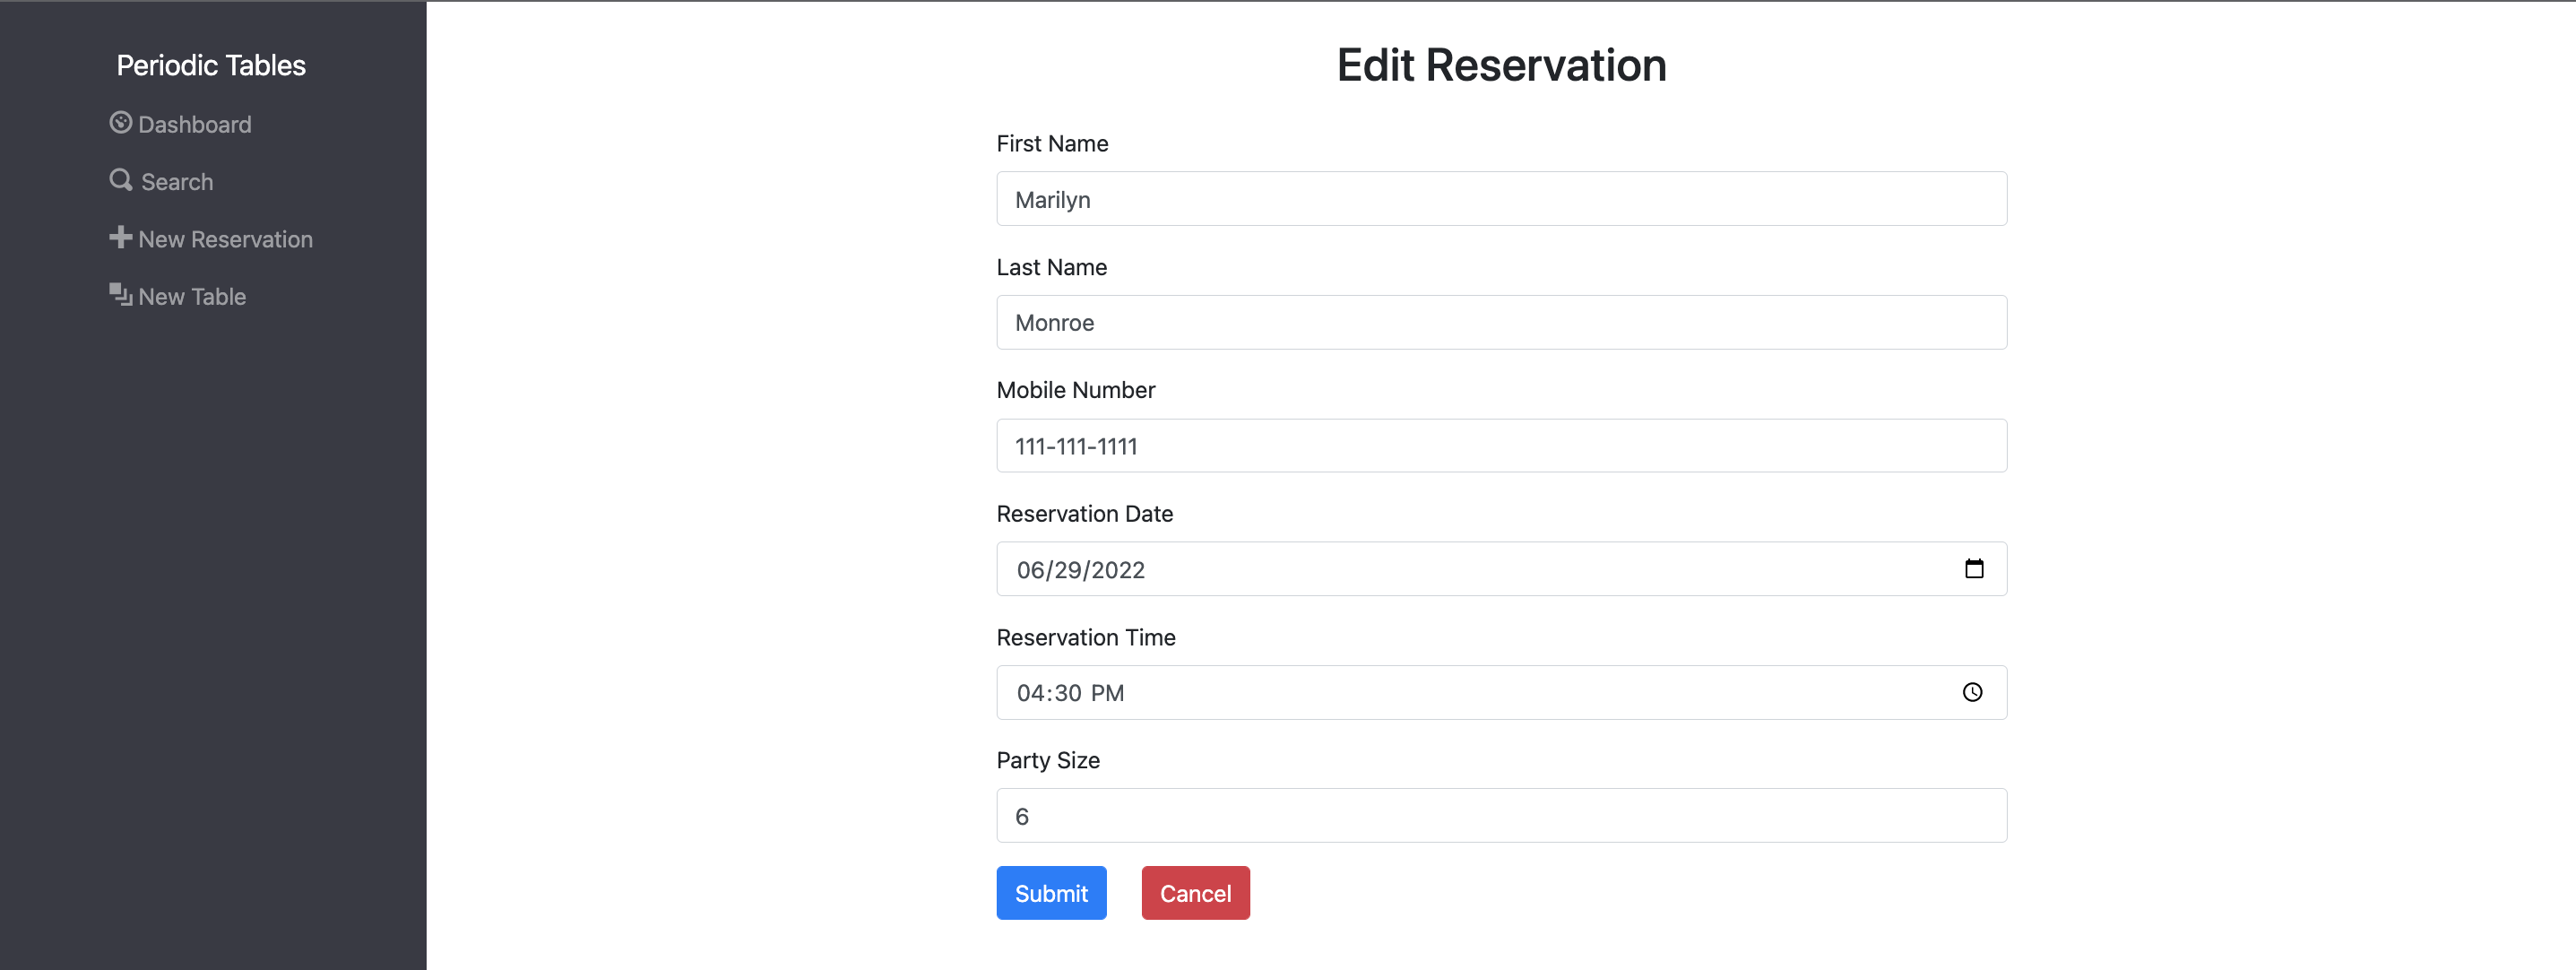 Periodic Tables
Dashboard
Search
New Reservation
New Table
Edit Reservation
First Name
Marilyn
Last Name
Monroe
Mobile Number
111-111-1111
Reservation Date
06/29/2022
Reservation Time
04:30 PM
Party Size
6
Submit Cancel